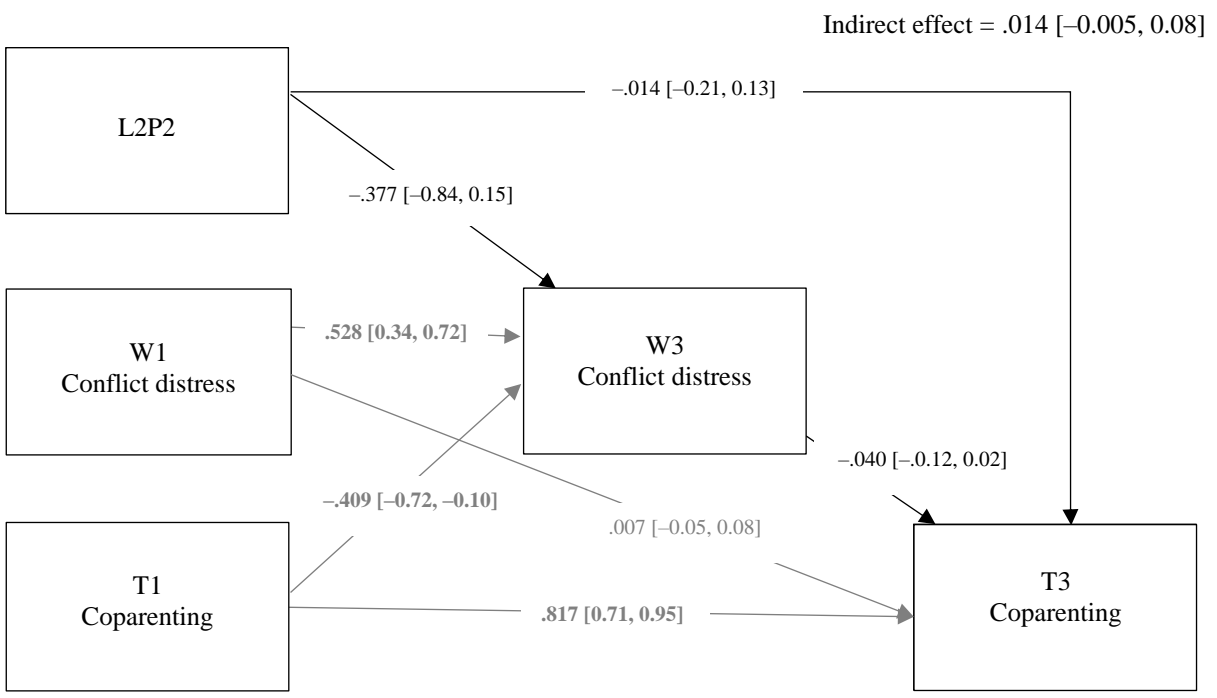 Indirect effect = .014 [–0.005, 0.08]
–.014 [–0.21, 0.13]
L2P2
–.377 [–0.84, 0.15]
.528 [0.34, 0.72]
W1
Conflict distress
W3
Conflict distress
–.040 [–.0.12, 0.02]
–.409 [–0.72, –0.10]
.007 [–0.05, 0.08]
T1
Coparenting
.817 [0.71, 0.95]
T3
Coparenting